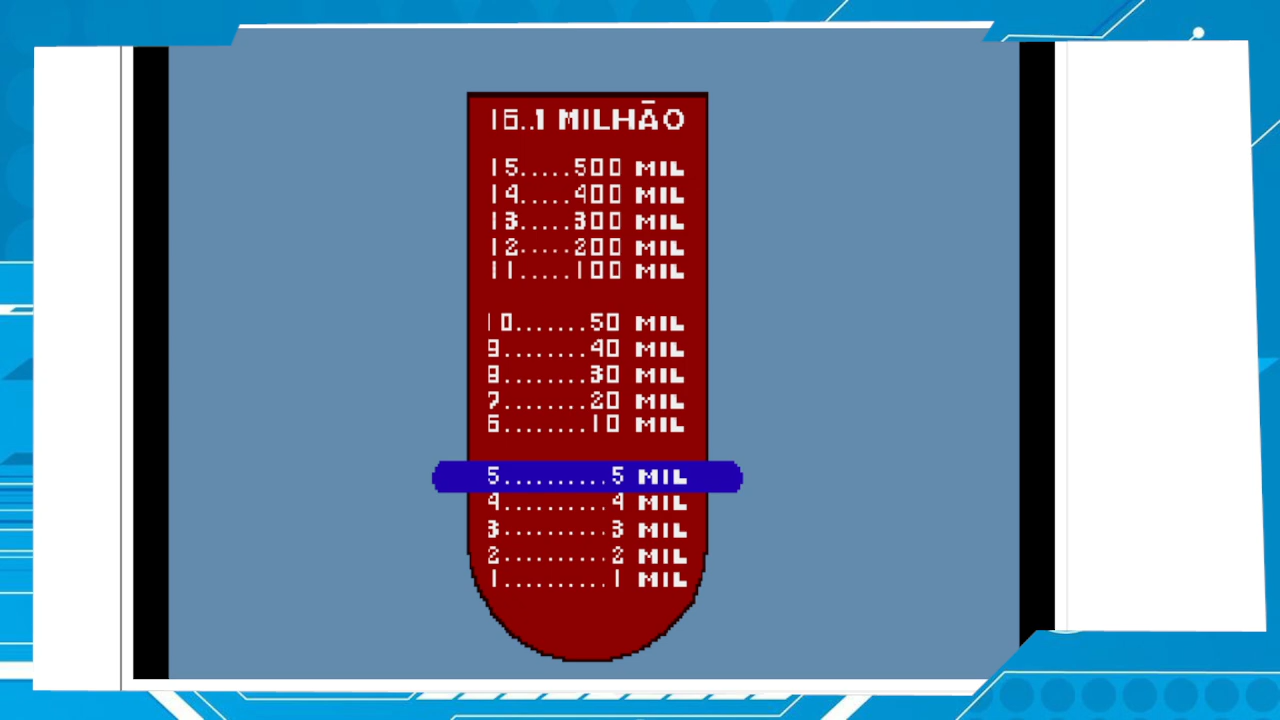 16..1 MILHÃO
15.....500 MIL
14.....400 MIL
13.....300 MIL
12.....200 MIL
11.....100 MIL
10.......50 MIL
9........40 MIL
8........30 MIL
7........20 MIL
6........10 MIL
5..........5 MIL
4..........4 MIL
3..........3 MIL
2..........2 MIL
1..........1 MIL